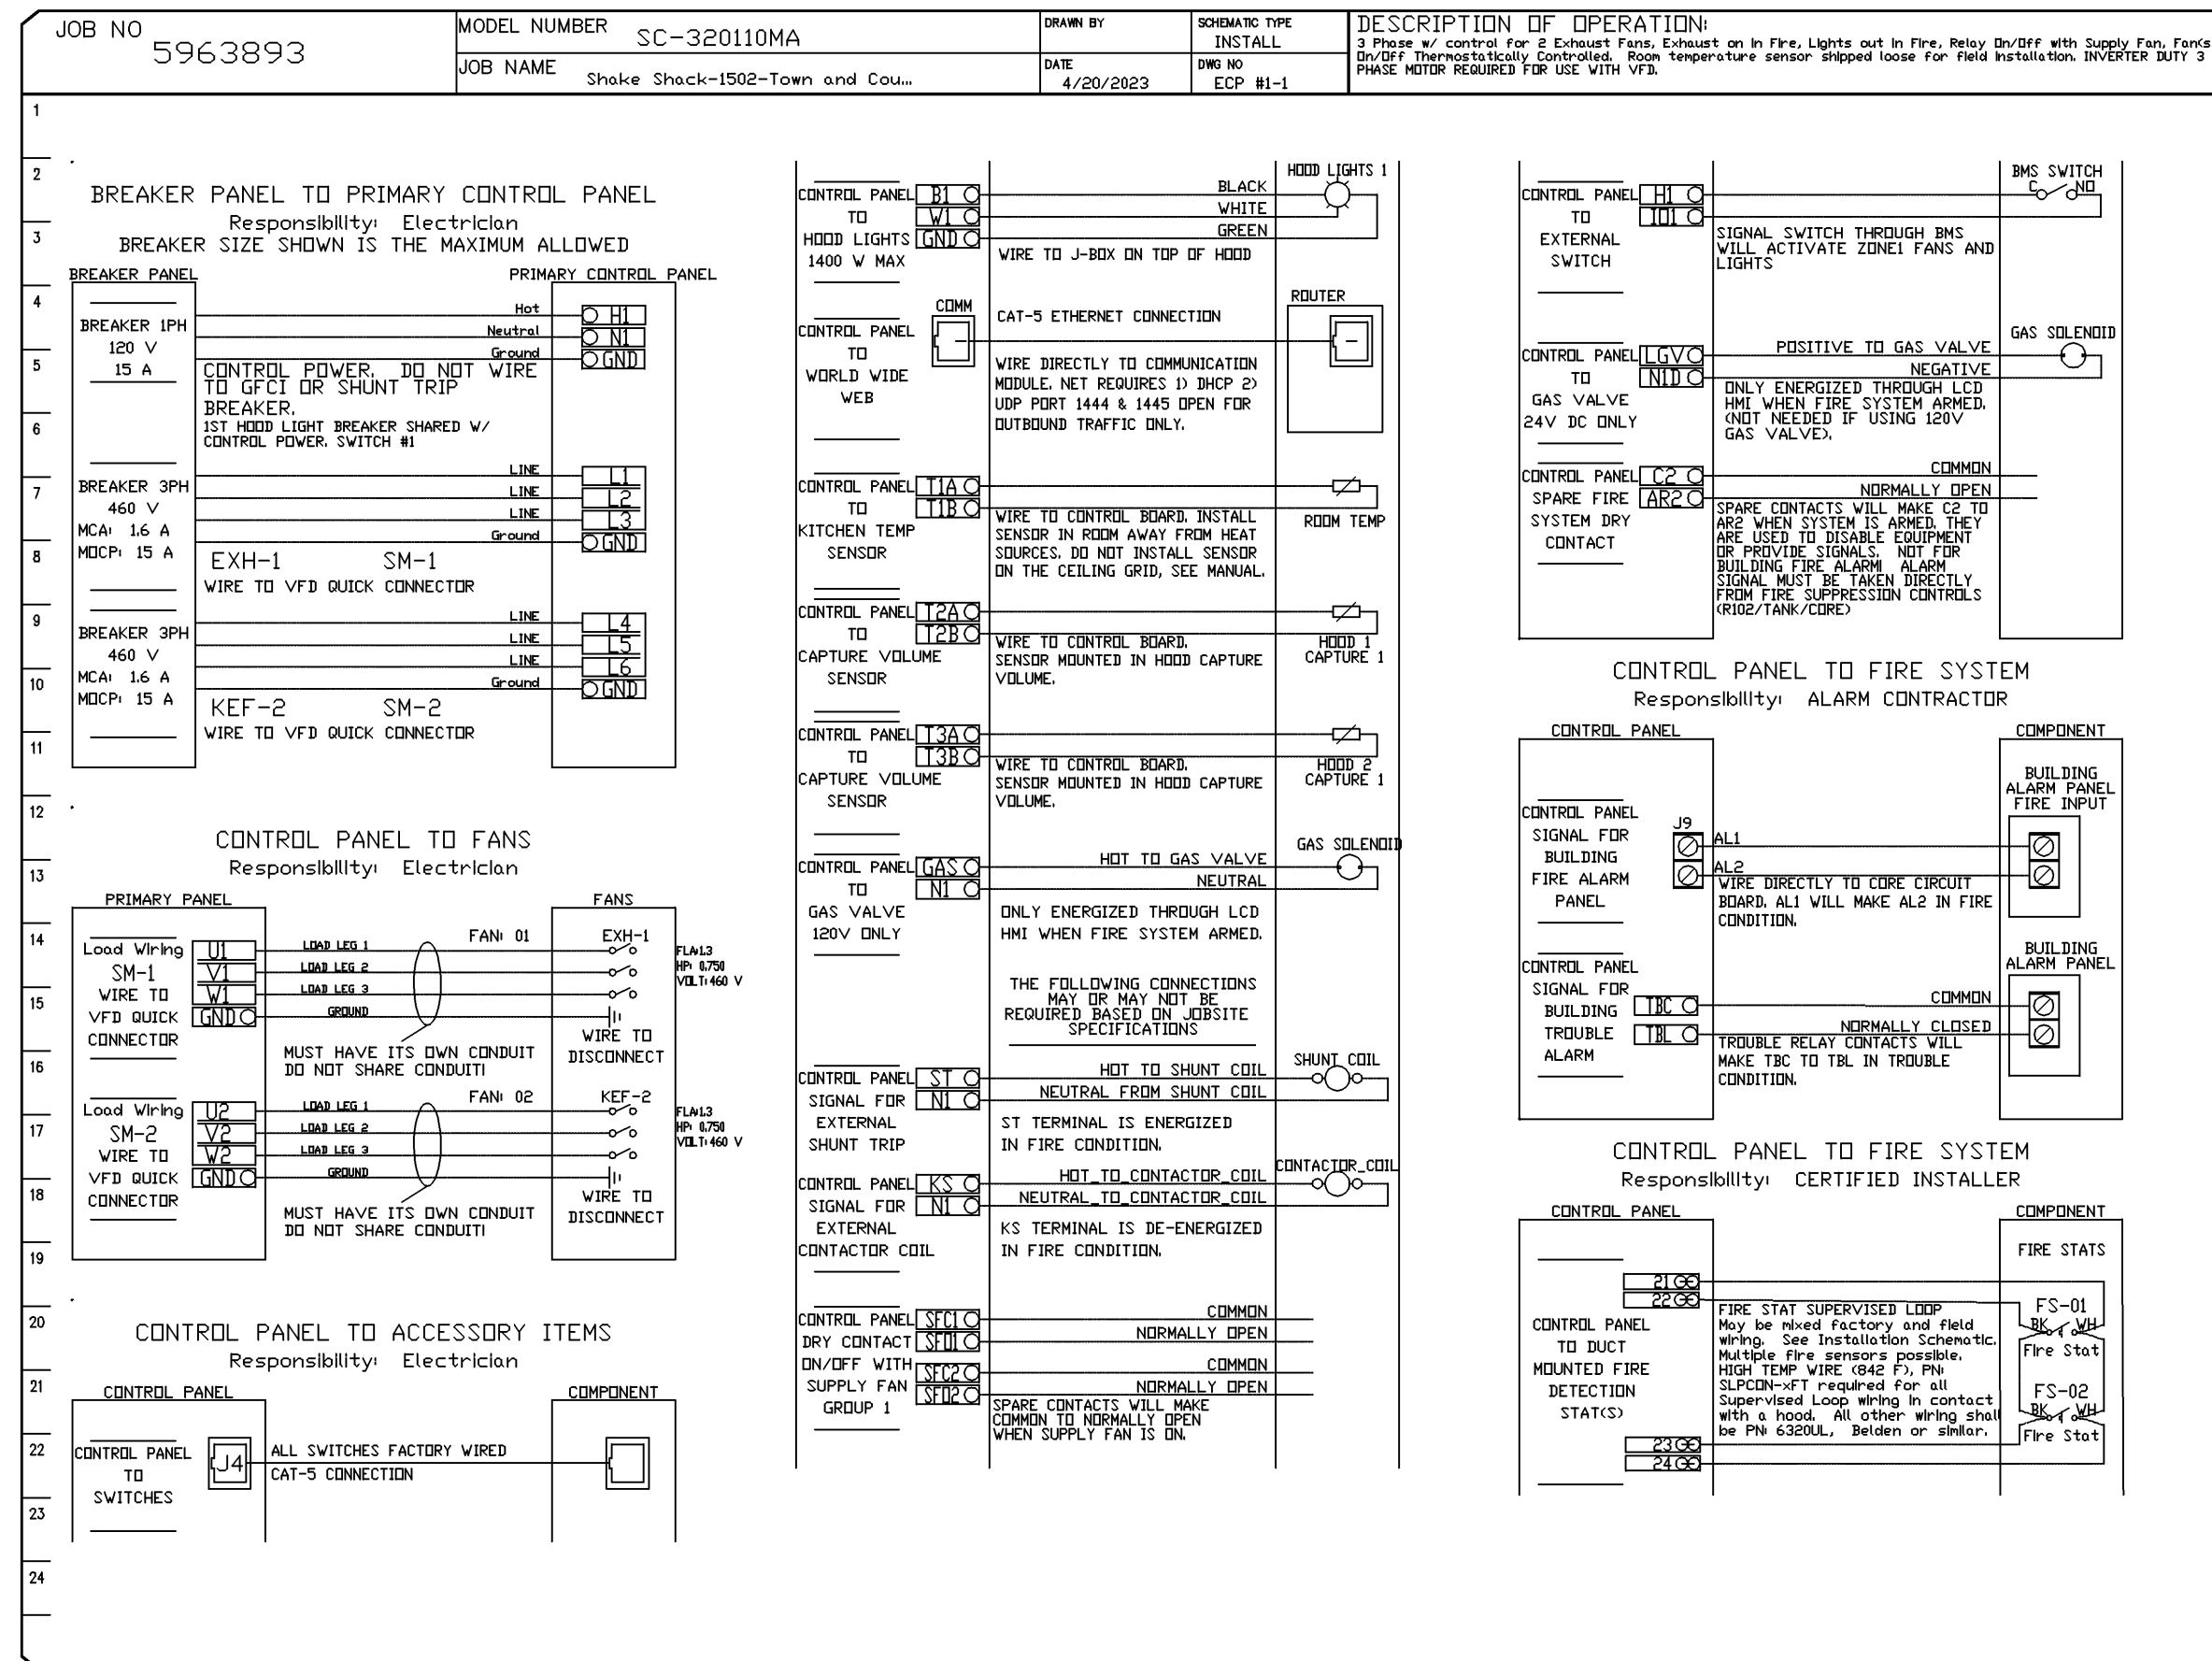 JOB NO
5963893
MODEL NUMBER
SC-320110MA
JOB NAME
Shake Shack-1502-Town and Cou...
DRAWN BY
DATE
4/20/2023
SCHEMATIC TYPE
INSTALL
DWG NO
ECP #1-1
DESCRIPTION OF OPERATION:
3 Phase w/ control for 2 Exhaust Fans, Exhaust on in Fire, Lights out in Fire, Relay On/Off with Supply Fan, Fans
On/Off Thermostatically Controlled. Room temperature sensor shipped loose for field installation. INVERTER DUTY 3
PHASE MOTOR REQUIRED FOR USE WITH VFD.
1
2
3
4
5
6
7
8
9
10
11
12
13
14
15
16
17
18
19
20
21
22
23
24
BREAKER PANEL TO PRIMARY CONTROL PANEL
Responsibility: Electrician
BREAKER SIZE SHOWN IS THE MAXIMUM ALLOWED
BREAKER PANEL
PRIMARY CONTROL PANEL
BREAKER 1PH
120 V
15 A
Hot
H1
Neutral
N1
Ground
GND
CONTROL POWER. DO NOT WIRE
TO GFCI OR SHUNT TRIP
BREAKER.
1ST HOOD LIGHT BREAKER SHARED W/
CONTROL POWER. SWITCH #1
BREAKER 3PH
460 V
MCA: 1.6 A
MOCP: 15 A
LINE
L1
LINE
L2
LINE
L3
Ground
GND
EXH-1 SM-1
WIRE TO VFD QUICK CONNECTOR
BREAKER 3PH
460 V
MCA: 1.6 A
MOCP: 15 A
LINE
L4
LINE
L5
LINE
L6
Ground
GND
KEF-2 SM-2
WIRE TO VFD QUICK CONNECTOR
CONTROL PANEL TO FANS
Responsibility: Electrician
PRIMARY PANEL
FANS
Load Wiring
SM-1
WIRE TO
VFD QUICK
CONNECTOR
U1
V1
W1
GND
LOAD LEG 1
LOAD LEG 2
LOAD LEG 3
GROUND
FAN: 01
EXH-1
FLA:1.3
HP: 0.750
VOLT:460 V
WIRE TO
DISCONNECT
MUST HAVE ITS OWN CONDUIT
DO NOT SHARE CONDUIT!
Load Wiring
SM-2
WIRE TO
VFD QUICK
CONNECTOR
U2
V2
W2
GND
LOAD LEG 1
LOAD LEG 2
LOAD LEG 3
GROUND
FAN: 02
KEF-2
FLA:1.3
HP: 0.750
VOLT:460 V
WIRE TO
DISCONNECT
MUST HAVE ITS OWN CONDUIT
DO NOT SHARE CONDUIT!
CONTROL PANEL TO ACCESSORY ITEMS
Responsibility: Electrician
CONTROL PANEL
COMPONENT
CONTROL PANEL
TO
SWITCHES
J4
ALL SWITCHES FACTORY WIRED
CAT-5 CONNECTION
CONTROL PANEL
TO
HOOD LIGHTS
1400 W MAX
B1
W1
GND
BLACK
WHITE
GREEN
HOOD LIGHTS 1
WIRE TO J-BOX ON TOP OF HOOD
CONTROL PANEL
TO
WORLD WIDE
WEB
COMM
ROUTER
CAT-5 ETHERNET CONNECTION
WIRE DIRECTLY TO COMMUNICATION
MODULE. NET REQUIRES 1) DHCP 2)
UDP PORT 1444 & 1445 OPEN FOR
OUTBOUND TRAFFIC ONLY.
CONTROL PANEL
TO
KITCHEN TEMP
SENSOR
T1A
T1B
ROOM TEMP
WIRE TO CONTROL BOARD. INSTALL
SENSOR IN ROOM AWAY FROM HEAT
SOURCES. DO NOT INSTALL SENSOR
ON THE CEILING GRID, SEE MANUAL.
CONTROL PANEL
TO
CAPTURE VOLUME
SENSOR
T2A
T2B
HOOD 1
CAPTURE 1
WIRE TO CONTROL BOARD.
SENSOR MOUNTED IN HOOD CAPTURE
VOLUME.
CONTROL PANEL
TO
CAPTURE VOLUME
SENSOR
T3A
T3B
HOOD 2
CAPTURE 1
WIRE TO CONTROL BOARD.
SENSOR MOUNTED IN HOOD CAPTURE
VOLUME.
CONTROL PANEL
TO
GAS VALVE
120V ONLY
GAS
N1
HOT TO GAS VALVE
NEUTRAL
GAS SOLENOID
ONLY ENERGIZED THROUGH LCD
HMI WHEN FIRE SYSTEM ARMED.
THE FOLLOWING CONNECTIONS
MAY OR MAY NOT BE
REQUIRED BASED ON JOBSITE
SPECIFICATIONS
CONTROL PANEL
SIGNAL FOR
EXTERNAL
SHUNT TRIP
ST
N1
HOT TO SHUNT COIL
NEUTRAL FROM SHUNT COIL
SHUNT COIL
ST TERMINAL IS ENERGIZED
IN FIRE CONDITION.
CONTROL PANEL
SIGNAL FOR
EXTERNAL
CONTACTOR COIL
KS
N1
HOT_TO_CONTACTOR_COIL
NEUTRAL_TO_CONTACTOR_COIL
CONTACTOR_COIL
KS TERMINAL IS DE-ENERGIZED
IN FIRE CONDITION.
CONTROL PANEL
DRY CONTACT
ON/OFF WITH
SUPPLY FAN
GROUP 1
SFC1
SFO1
SFC2
SFO2
COMMON
NORMALLY OPEN
COMMON
NORMALLY OPEN
SPARE CONTACTS WILL MAKE
COMMON TO NORMALLY OPEN
WHEN SUPPLY FAN IS ON.
CONTROL PANEL
TO
EXTERNAL
SWITCH
H1
IO1
BMS SWITCH
C NO
SIGNAL SWITCH THROUGH BMS
WILL ACTIVATE ZONE1 FANS AND
LIGHTS
CONTROL PANEL
TO
GAS VALVE
24V DC ONLY
LGV
N1D
POSITIVE TO GAS VALVE
NEGATIVE
GAS SOLENOID
ONLY ENERGIZED THROUGH LCD
HMI WHEN FIRE SYSTEM ARMED.
(NOT NEEDED IF USING 120V
GAS VALVE).
CONTROL PANEL
SPARE FIRE
SYSTEM DRY
CONTACT
C2
AR2
COMMON
NORMALLY OPEN
SPARE CONTACTS WILL MAKE C2 TO
AR2 WHEN SYSTEM IS ARMED. THEY
ARE USED TO DISABLE EQUIPMENT
OR PROVIDE SIGNALS. NOT FOR
BUILDING FIRE ALARM! ALARM
SIGNAL MUST BE TAKEN DIRECTLY
FROM FIRE SUPPRESSION CONTROLS
(R102/TANK/CORE)
CONTROL PANEL TO FIRE SYSTEM
Responsibility: ALARM CONTRACTOR
CONTROL PANEL
COMPONENT
CONTROL PANEL
SIGNAL FOR
BUILDING
FIRE ALARM
PANEL
J9
AL1
AL2
BUILDING
ALARM PANEL
FIRE INPUT
WIRE DIRECTLY TO CORE CIRCUIT
BOARD. AL1 WILL MAKE AL2 IN FIRE
CONDITION.
CONTROL PANEL
SIGNAL FOR
BUILDING
TROUBLE
ALARM
TBC
TBL
COMMON
NORMALLY CLOSED
BUILDING
ALARM PANEL
TROUBLE RELAY CONTACTS WILL
MAKE TBC TO TBL IN TROUBLE
CONDITION.
CONTROL PANEL TO FIRE SYSTEM
Responsibility: CERTIFIED INSTALLER
CONTROL PANEL
COMPONENT
CONTROL PANEL
TO DUCT
MOUNTED FIRE
DETECTION
STAT(S)
21
22
23
24
FIRE STATS
FS-01
BK WH
Fire Stat
FS-02
BK WH
Fire Stat
FIRE STAT SUPERVISED LOOP
May be mixed factory and field
wiring. See Installation Schematic.
Multiple fire sensors possible.
HIGH TEMP WIRE (842 F), PN:
SLPCON-xFT required for all
Supervised Loop wiring in contact
with a hood. All other wiring shall
be PN: 6320UL, Belden or similar.